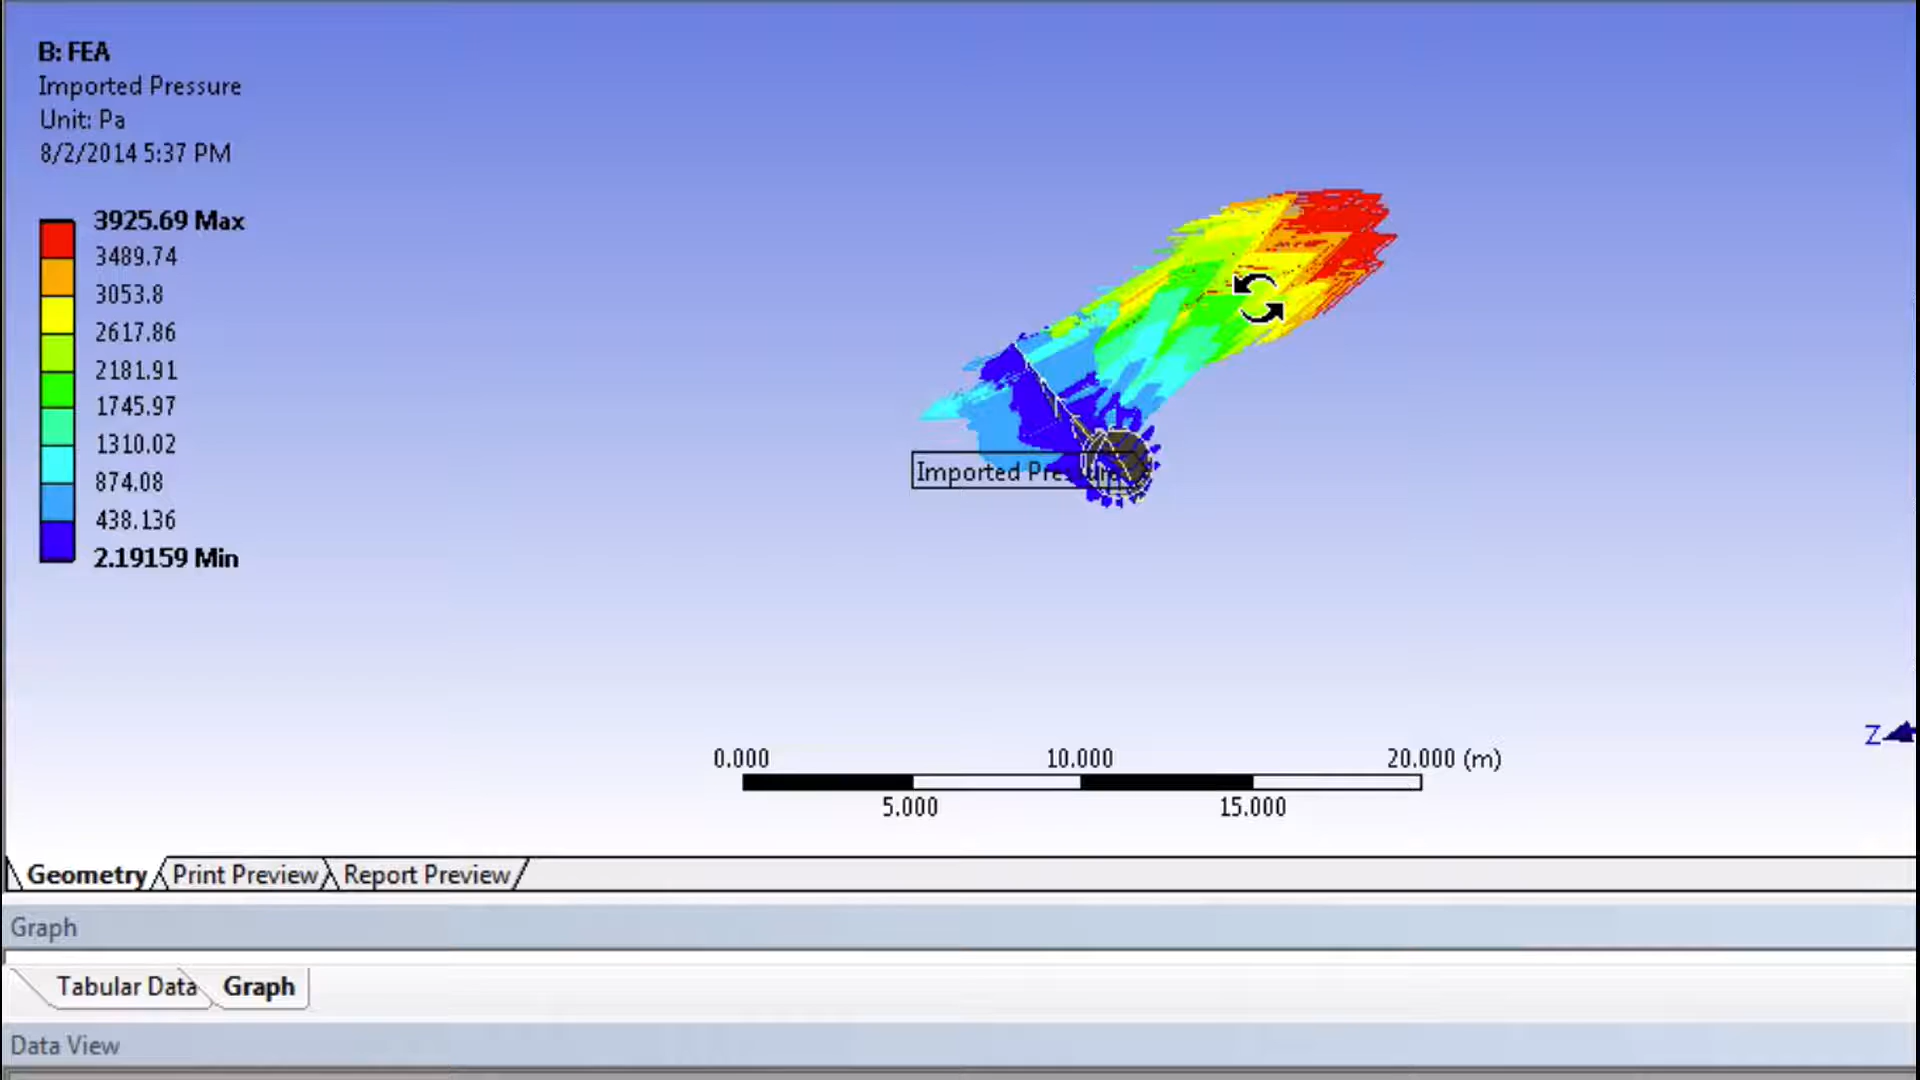 B: FEA
Imported Pressure
Unit: Pa
8/2/2014 5:37 PM
3925.69 Max
3489.74
3053.8
2617.86
2181.91
1745.97
1310.02
874.08
438.136
2.19159 Min
Imported Pressure
Z
0.000 10.000 20.000 (m)
5.000 15.000
Geometry Print Preview Report Preview
Graph
Tabular Data Graph
Data View